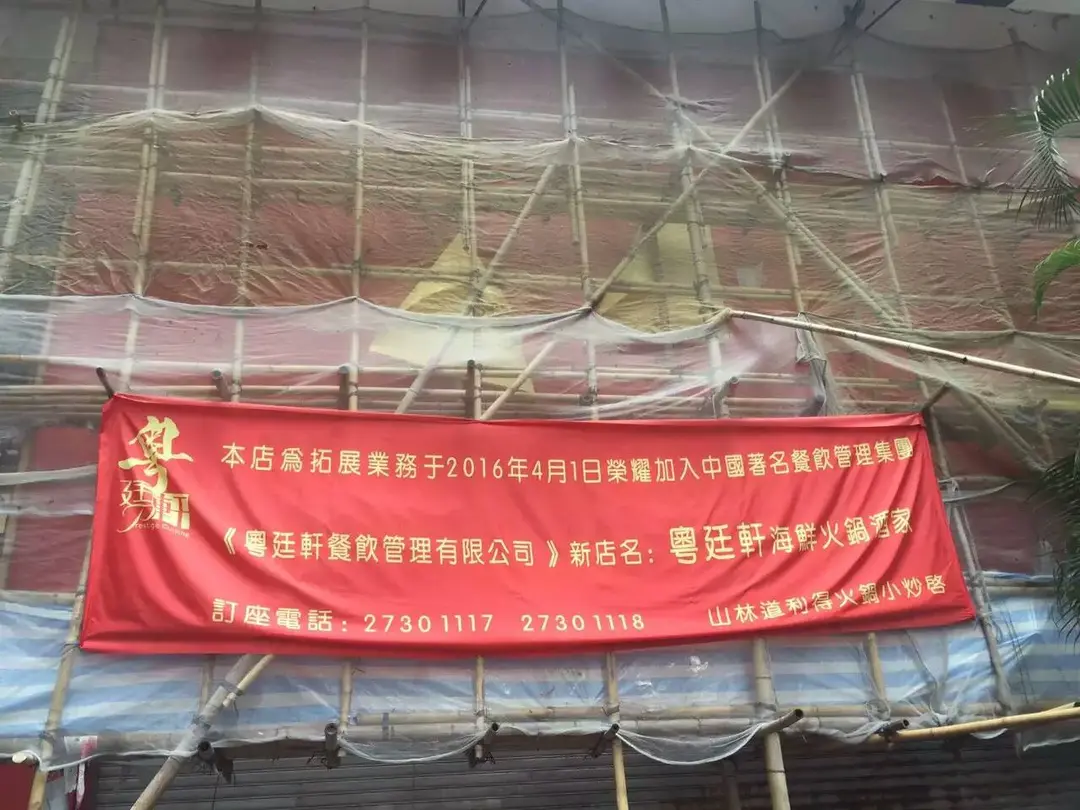 粵廷軒
Prestige Cuisine
本店為拓展業務于2016年4月1日榮耀加入中國著名餐飲管理集團
《粵廷軒餐飲管理有限公司》新店名：粵廷軒海鮮火鍋酒家
訂座電話：27301117 27301118 山林道利得火鍋小炒啓